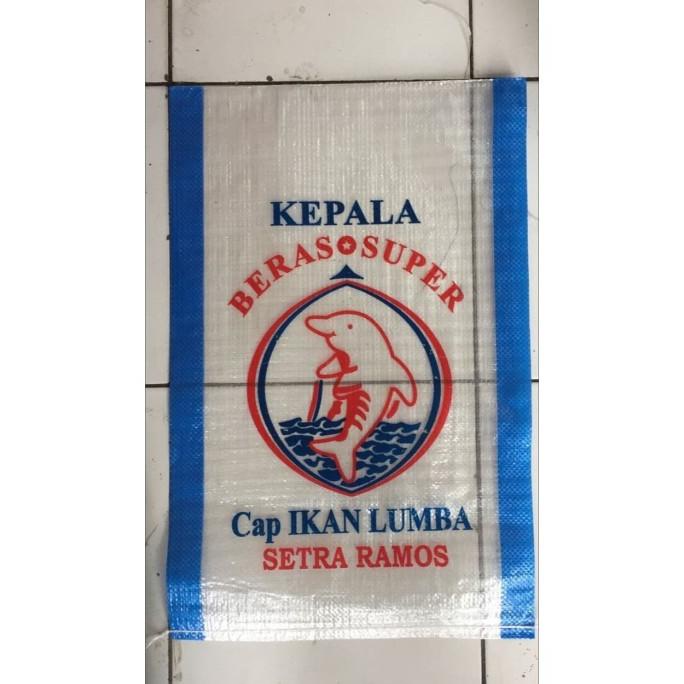 KEPALA
BERAS SUPER
Cap IKAN LUMBA
SETRA RAMOS